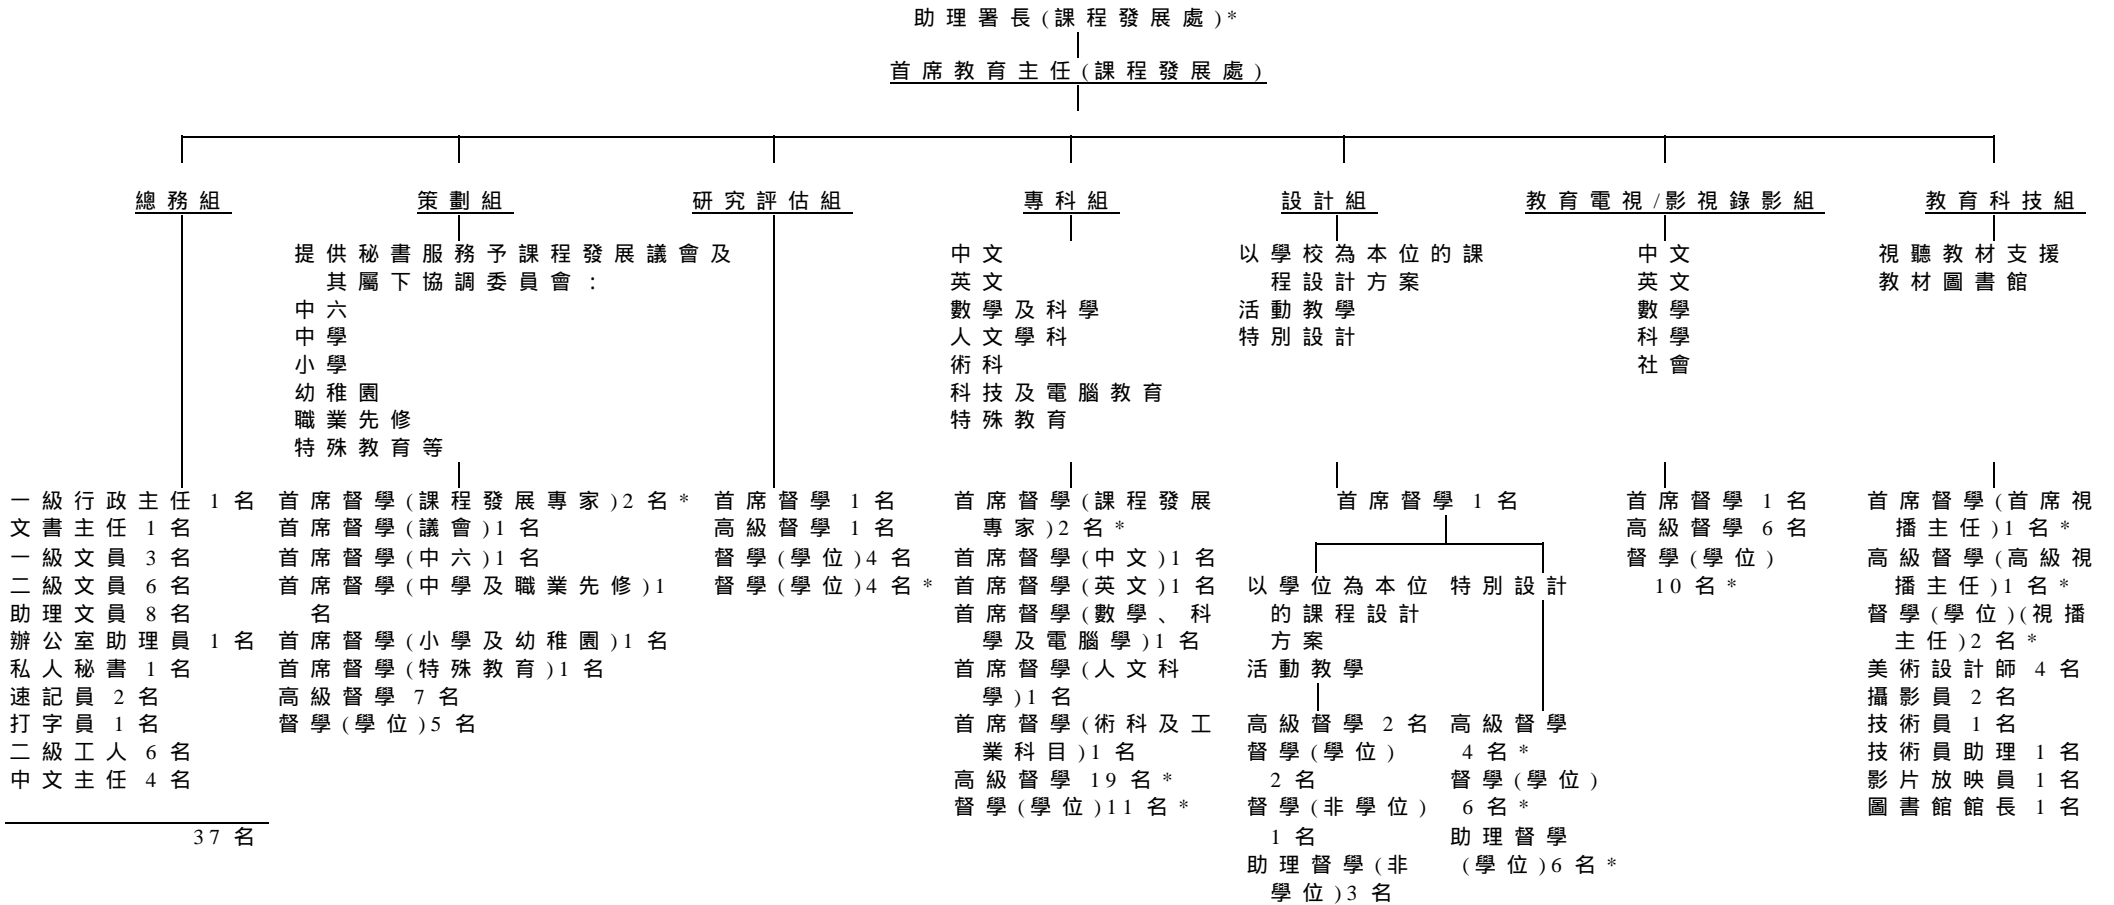 助理署長(課程發展處)*
首席教育主任(課程發展處)
總務組
策劃組
研究評估組
專科組
設計組
教育電視/影視錄影組
教育科技組
提供秘書服務予課程發展議會及
其屬下協調委員會：
中六
中學
小學
幼稚園
職業先修
特殊教育等
中文
英文
數學及科學
人文學科
術科
科技及電腦教育
特殊教育
以學校為本位的課
程設計方案
活動教學
特別設計
中文
英文
數學
科學
社會
視聽教材支援
教材圖書館
一級行政主任 1 名
文書主任 1 名
一級文員 3 名
二級文員 6 名
助理文員 8 名
辦公室助理員 1 名
私人秘書 1 名
速記員 2 名
打字員 1 名
二級工人 6 名
中文主任 4 名
37 名
首席督學(課程發展專家)2 名*
首席督學(議會)1 名
首席督學(中六)1 名
首席督學(中學及職業先修)1
名
首席督學(小學及幼稚園)1 名
首席督學(特殊教育)1 名
高級督學 7 名
督學(學位)5 名
首席督學 1 名
高級督學 1 名
督學(學位)4 名
督學(學位)4 名*
首席督學(課程發展
專家)2 名*
首席督學(中文)1 名
首席督學(英文)1 名
首席督學(數學、科
學及電腦學)1 名
首席督學(人文科
學)1 名
首席督學(術科及工
業科目)1 名
高級督學 19 名*
督學(學位)11 名*
首席督學 1 名
以學位為本位
的課程設計
方案
活動教學
高級督學 2 名
督學(學位)
2 名
督學(非學位)
1 名
助理督學(非
學位)3 名
特別設計
高級督學
4 名*
督學(學位)
6 名*
助理督學
(學位)6 名*
首席督學 1 名
高級督學 6 名
督學(學位)
10 名*
首席督學(首席視
播主任)1 名*
高級督學(高級視
播主任)1 名*
督學(學位)(視播
主任)2 名*
美術設計師 4 名
攝影員 2 名
技術員 1 名
技術員助理 1 名
影片放映員 1 名
圖書館館長 1 名